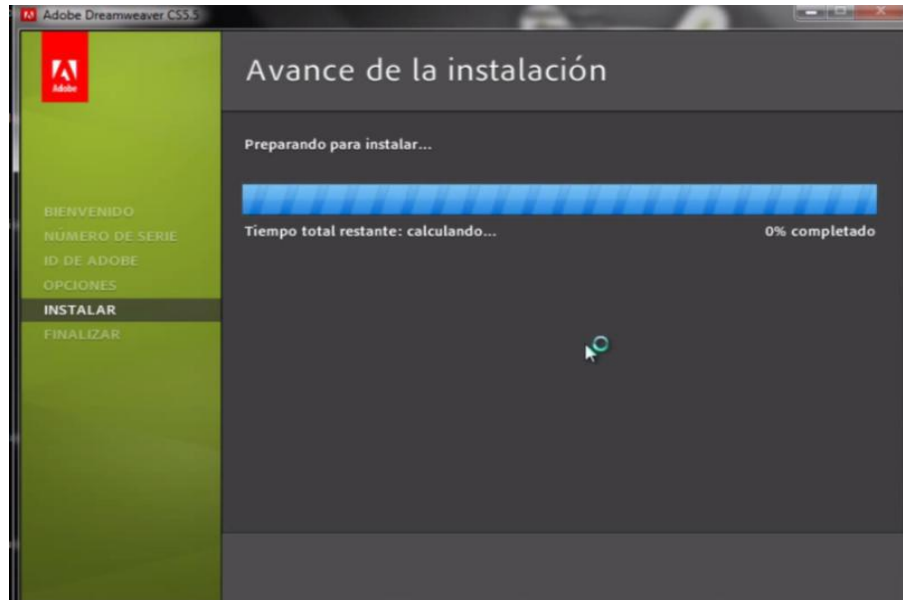 Adobe Dreamweaver CS5.5
Adobe
Avance de la instalación
Preparando para instalar...
Tiempo total restante: calculando...
0% completado
BIENVENIDO
NÚMERO DE SERIE
ID DE ADOBE
OPCIONES
INSTALAR
FINALIZAR